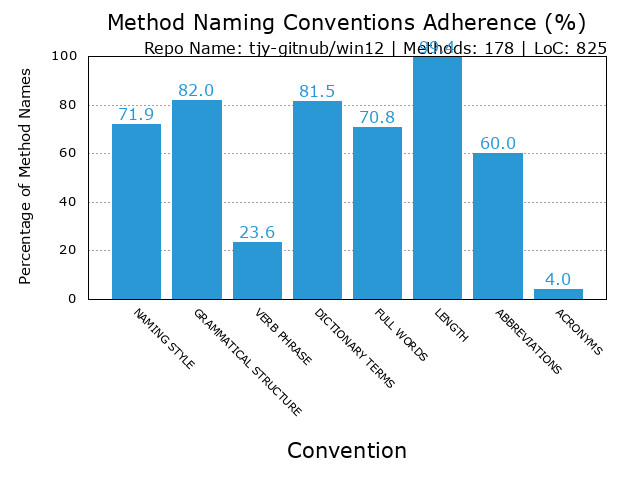 Method Naming Conventions Adherence (%)
Repo Name: tjy-gitnub/win12 | Methods: 178 | LoC: 825
Percentage of Method Names
100
80
60
40
20
0
71.9
82.0
23.6
81.5
70.8
99.4
60.0
4.0
NAMING STYLE
GRAMMATICAL STRUCTURE
VERB PHRASE
DICTIONARY TERMS
FULL WORDS
LENGTH
ABBREVIATIONS
ACRONYMS
Convention